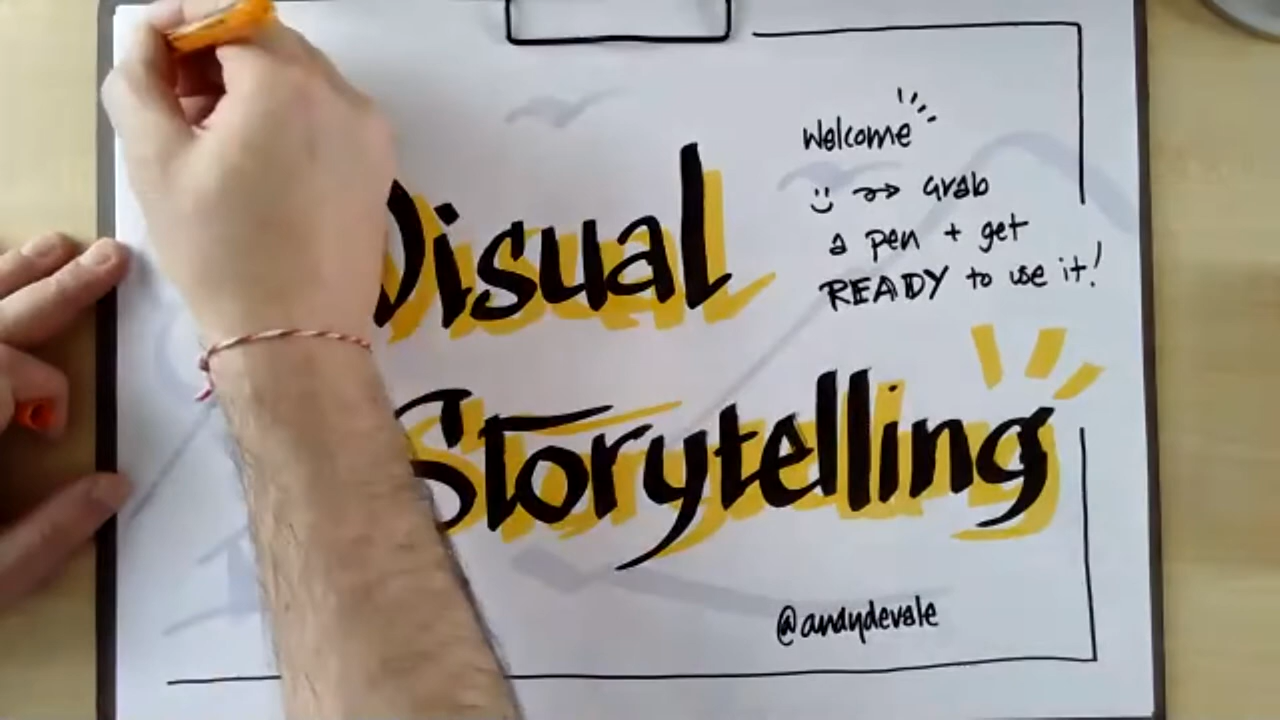 Visual
Storytelling
Welcome
Grab
a pen + get
READY to use it!
@andydevale